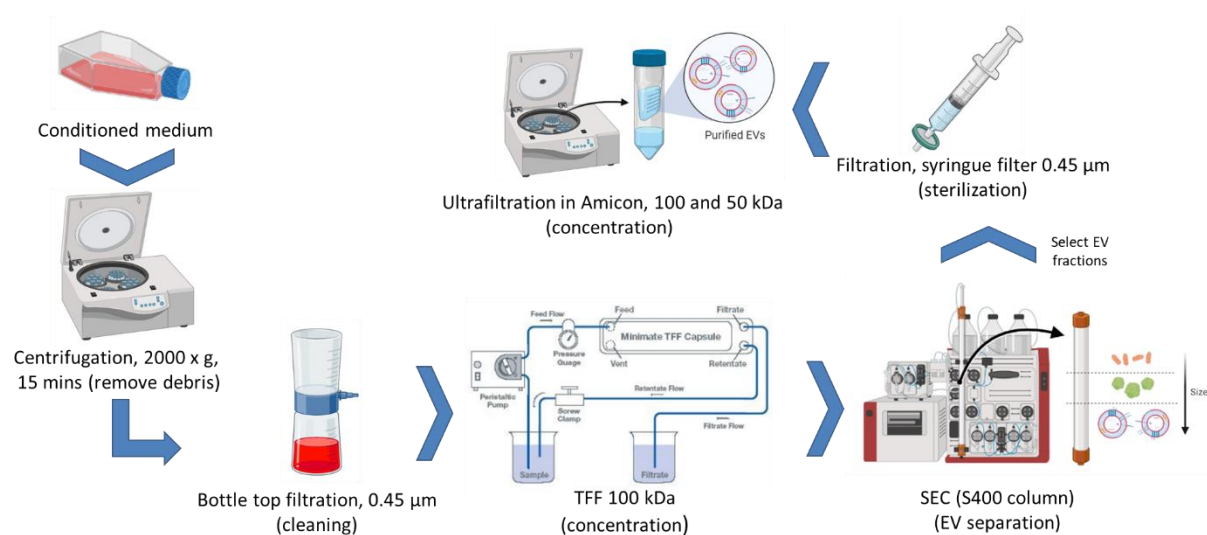 Conditioned medium
Centrifugation, 2000 x g,
15 mins (remove debris)
Bottle top filtration, 0.45 µm
(cleaning)
Feed Flow
Feed
Filtrate
Minimate TFF Capsule
Vent
Retentate
Pressure
Guage
Peristaltic
Pump
Retentate Flow
Screw
Clamp
Filtrate Flow
Sample
Filtrate
TFF 100 kDa
(concentration)
Size
SEC (S400 column)
(EV separation)
Select EV
fractions
Filtration, syringue filter 0.45 µm
(sterilization)
Purified EVs
Ultrafiltration in Amicon, 100 and 50 kDa
(concentration)